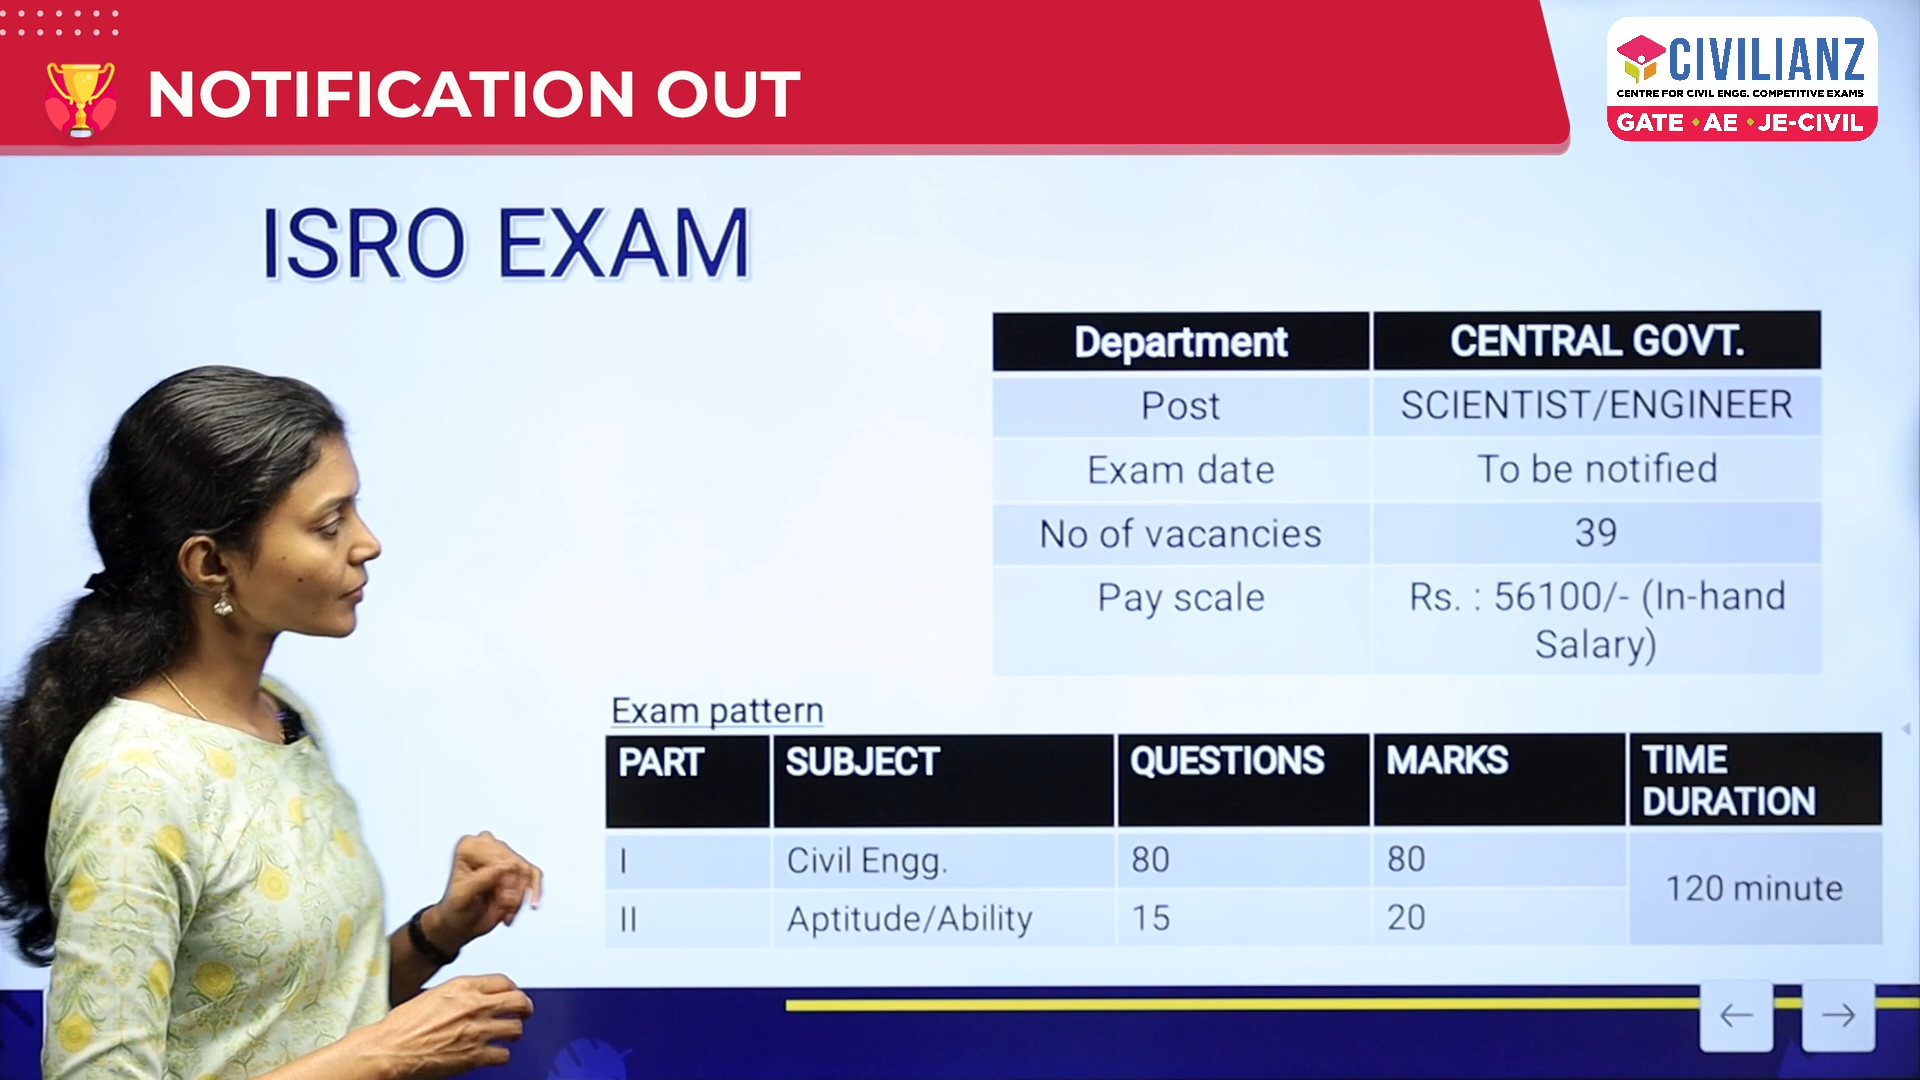 NOTIFICATION OUT
CIVILIANZ
CENTRE FOR CIVIL ENGG. COMPETITIVE EXAMS
GATE • AE • JE-CIVIL
ISRO EXAM
Department CENTRAL GOVT.
Post SCIENTIST/ENGINEER
Exam date To be notified
No of vacancies 39
Pay scale Rs. : 56100/- (In-hand
Salary)
Exam pattern
PART SUBJECT QUESTIONS MARKS TIME
DURATION
I Civil Engg. 80 80
120 minute
II Aptitude/Ability 15 20